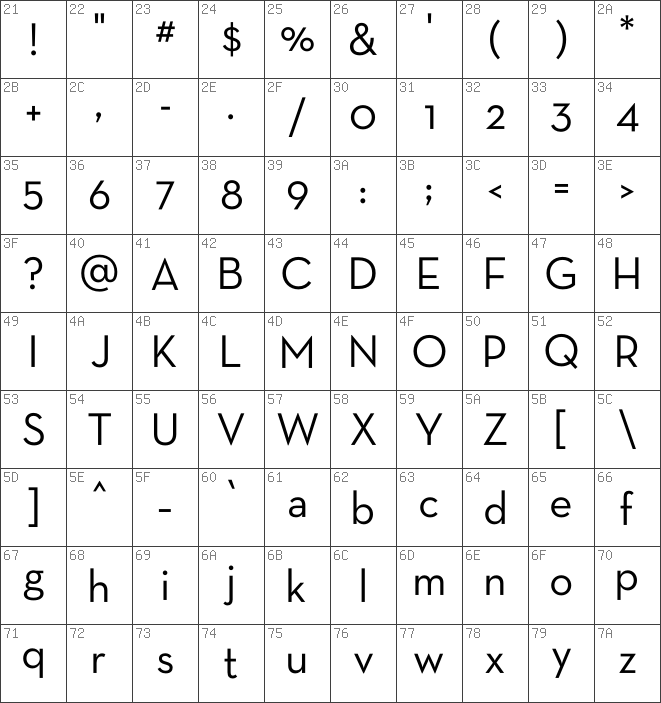 21 22 23 24 25 26 27 28 29 2A
! " # $ % & ' ( ) *
2B 2C 2D 2E 2F 30 31 32 33 34
+ , - . / 0 1 2 3 4
35 36 37 38 39 3A 3B 3C 3D 3E
5 6 7 8 9 : ; < = >
3F 40 41 42 43 44 45 46 47 48
? @ A B C D E F G H
49 4A 4B 4C 4D 4E 4F 50 51 52
I J K L M N O P Q R
53 54 55 56 57 58 59 5A 5B 5C
S T U V W X Y Z [ \
5D 5E 5F 60 61 62 63 64 65 66
] ^ _ ` a b c d e f
67 68 69 6A 6B 6C 6D 6E 6F 70
g h i j k l m n o p
71 72 73 74 75 76 77 78 79 7A
q r s t u v w x y z